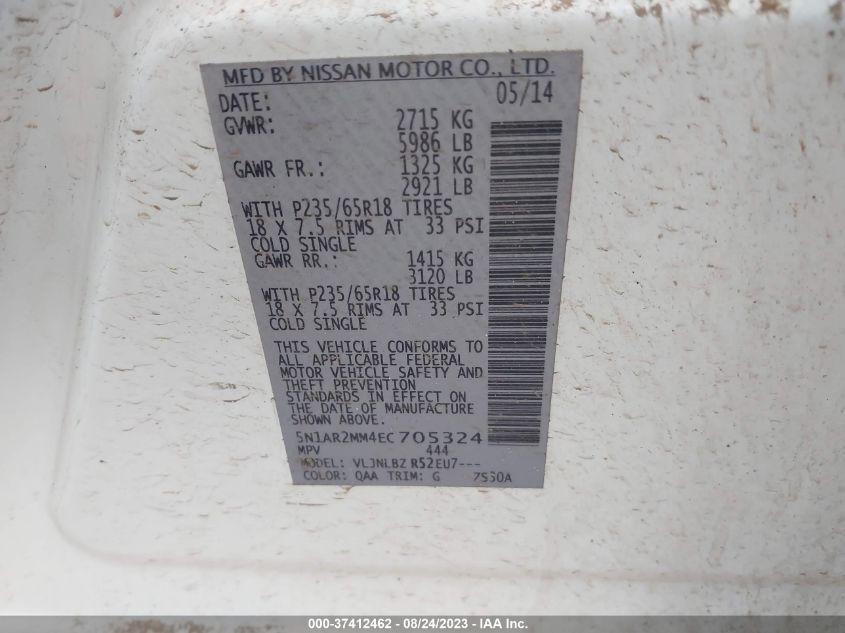 MFD BY NISSAN MOTOR CO., LTD.
DATE: 05/14
GVWR: 2715 KG
5986 LB
GAWR FR.: 1325 KG
2921 LB
WITH P235/65R18 TIRES
18 X 7.5 RIMS AT 33 PSI
COLD SINGLE
GAWR RR.: 1415 KG
3120 LB
WITH P235/65R18 TIRES
18 X 7.5 RIMS AT 33 PSI
COLD SINGLE
THIS VEHICLE CONFORMS TO
ALL APPLICABLE FEDERAL
MOTOR VEHICLE SAFETY AND
THEFT PREVENTION
STANDARDS IN EFFECT ON
THE DATE OF MANUFACTURE
SHOWN ABOVE.
5N1AR2MM4EC705324
MPV 444
MODEL: VLJNLBZ R52EU7---
COLOR: QAA TRIM: G
000-37412462 - 08/24/2023 - IAA Inc.